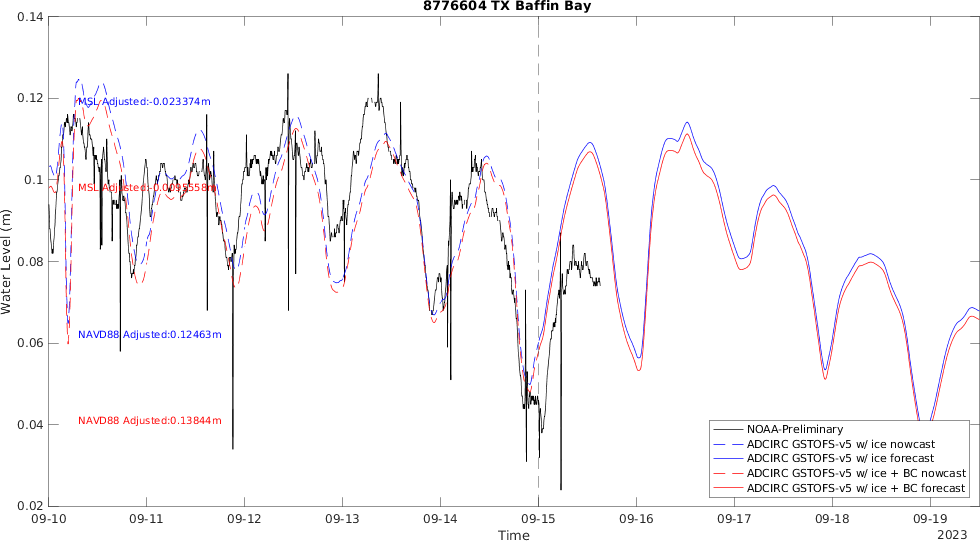 8776604 TX Baffin Bay
Water Level (m)
0.14
0.12
0.1
0.08
0.06
0.04
0.02
MSL Adjusted:-0.023374m
MSL Adjusted:
NAVD88 Adjusted:0.12463m
NAVD88 Adjusted:0.13844m
NOAA-Preliminary
ADCIRC GSTOFS-v5 w/ ice nowcast
ADCIRC GSTOFS-v5 w/ ice forecast
ADCIRC GSTOFS-v5 w/ ice + BC nowcast
ADCIRC GSTOFS-v5 w/ ice + BC forecast
09-10 09-11 09-12 09-13 09-14 09-15 09-16 09-17 09-18 09-19
Time
2023